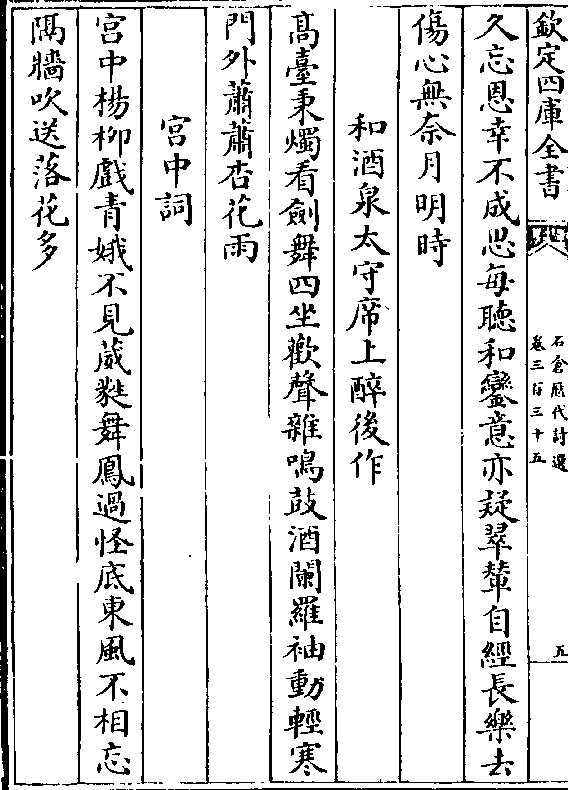 欽定四庫全書
石倉歴代詩選
卷三百三十五
五
久忘恩幸不成思每聽和鑾意亦疑翠輦自經長樂去
傷心無奈月明時
和酒泉太守席上醉後作
髙臺秉燭看劍舞四坐歡聲雜鳴鼓酒闌羅袖動輕寒
門外蕭蕭杏花雨
宮中詞
宮中楊柳戲青娥不見葳蕤舞鳳過怪底東風不相忘
隔牆吹送落花多